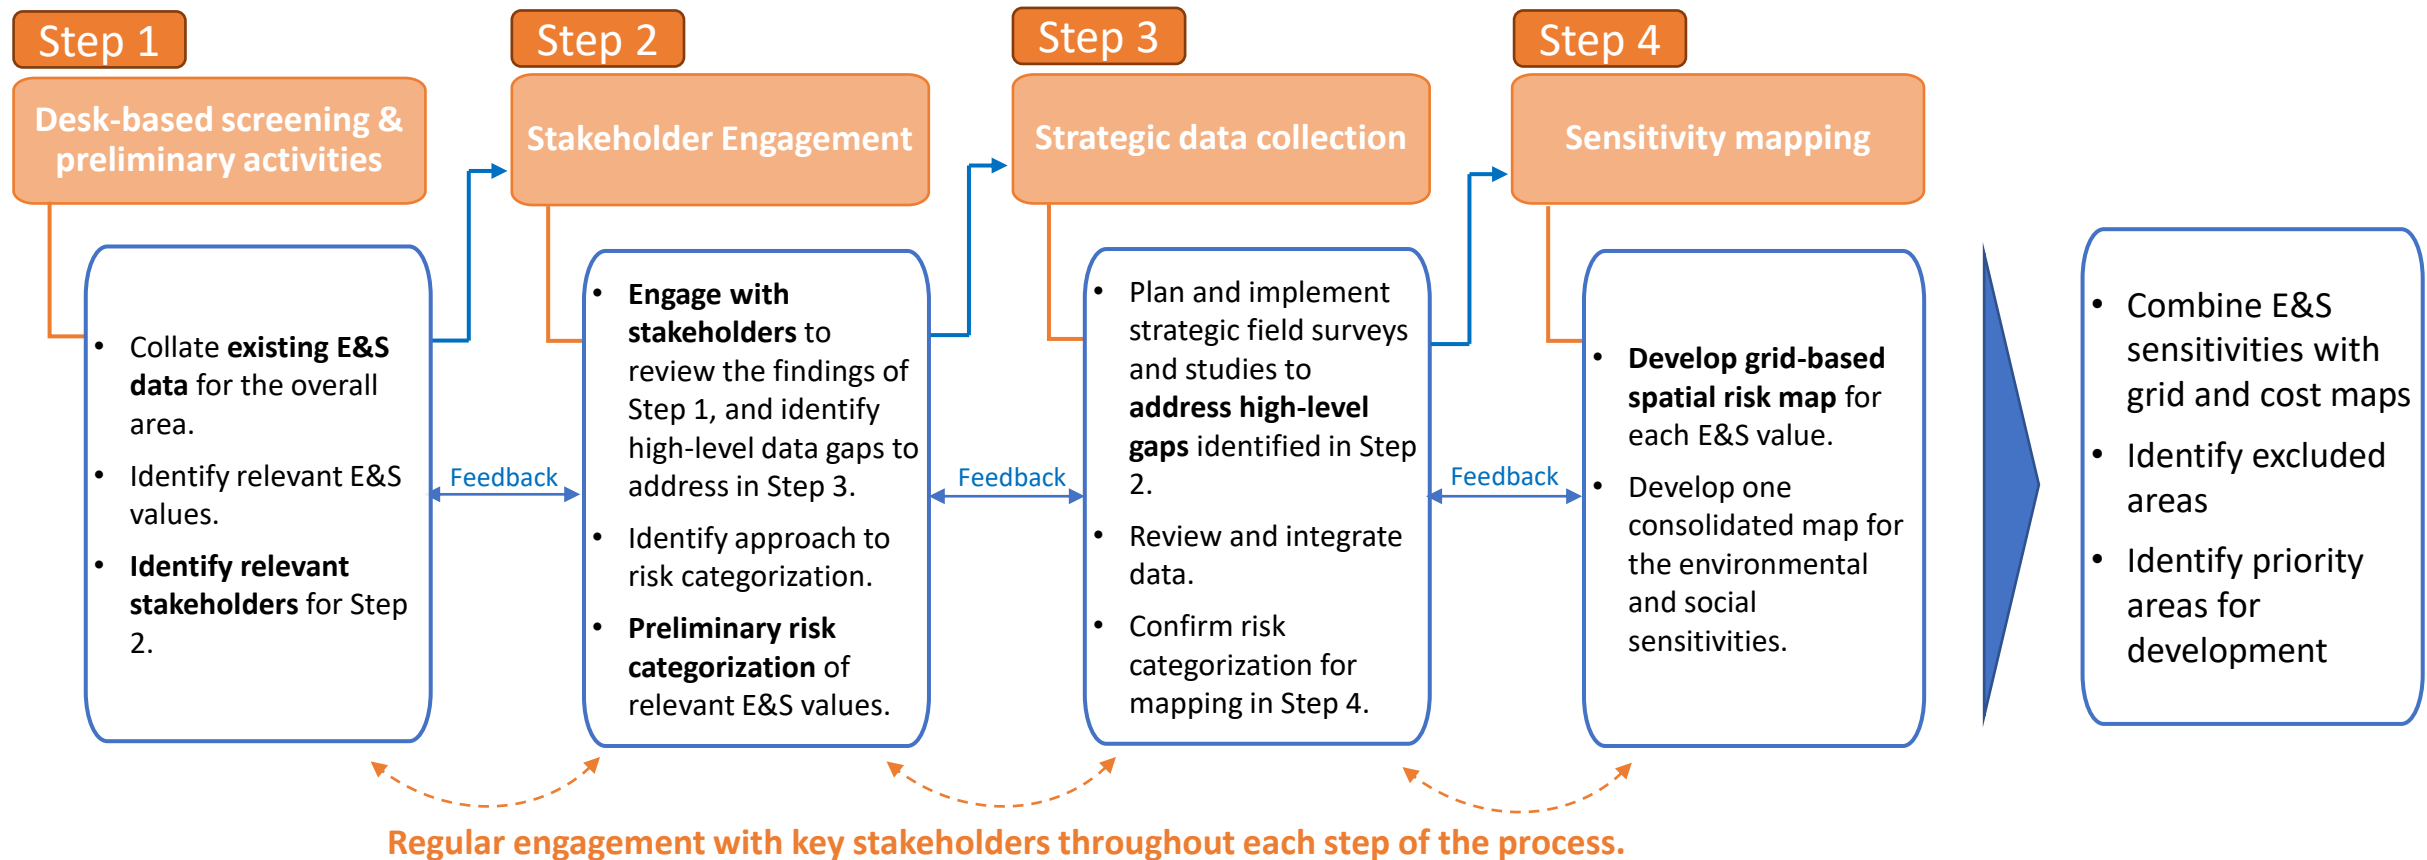 Step 1
Desk-based screening &
preliminary activities
• Collate existing E&S
data for the overall
area.
• Identify relevant E&S
values.
• Identify relevant
stakeholders for Step
2.
Feedback
Step 2
Stakeholder Engagement
• Engage with
stakeholders to
review the findings of
Step 1, and identify
high-level data gaps to
address in Step 3.
• Identify approach to
risk categorization.
• Preliminary risk
categorization of
relevant E&S values.
Feedback
Step 3
Strategic data collection
• Plan and implement
strategic field surveys
and studies to
address high-level
gaps identified in Step
2.
• Review and integrate
data.
• Confirm risk
categorization for
mapping in Step 4.
Feedback
Step 4
Sensitivity mapping
• Develop grid-based
spatial risk map for
each E&S value.
• Develop one
consolidated map for
the environmental
and social
sensitivities.
• Combine E&S
sensitivities with
grid and cost maps
• Identify excluded
areas
• Identify priority
areas for
development
Regular engagement with key stakeholders throughout each step of the process.